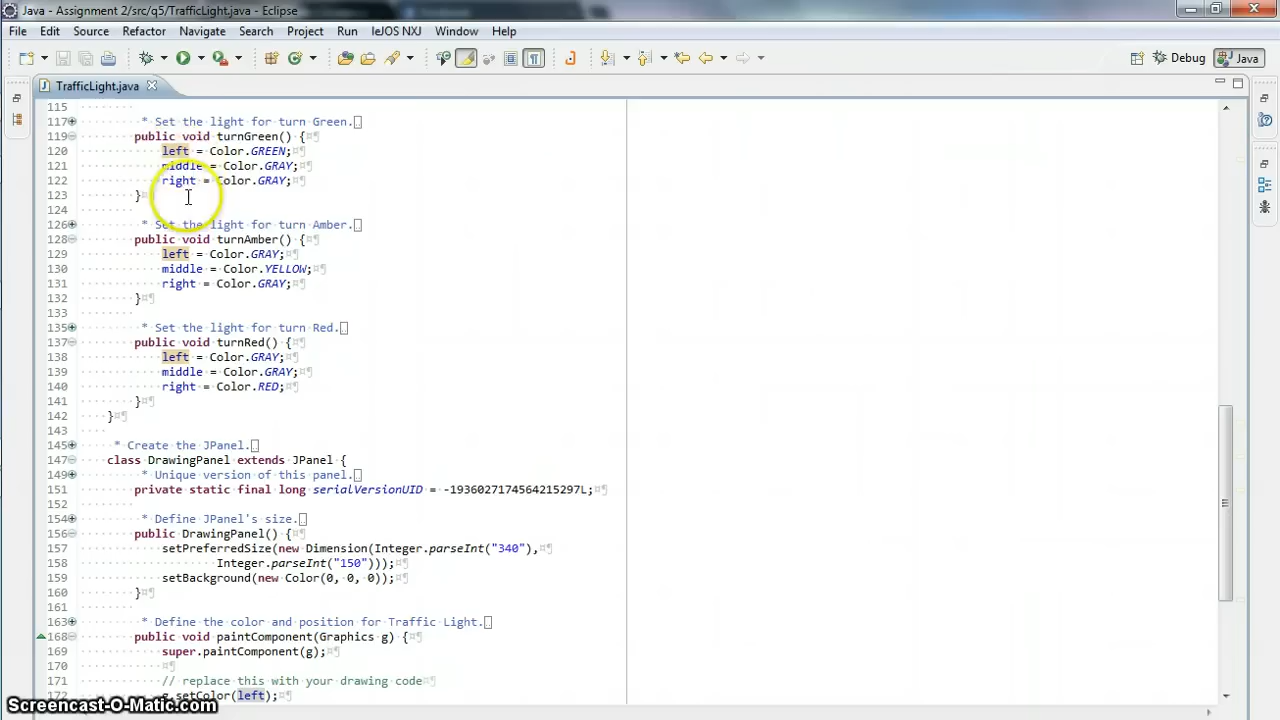 Java - Assignment 2/src/q5/TrafficLight.java - Eclipse
File Edit Source Refactor Navigate Search Project Run leJOS NXJ Window Help
Debug Java
TrafficLight.java
115
117 * Set the light for turn Green.
119 public void turnGreen() {
120 left = Color.GREEN;
121 middle = Color.GRAY;
122 right = Color.GRAY;
123 }
124
126 * Set the light for turn Amber.
128 public void turnAmber() {
129 left = Color.GRAY;
130 middle = Color.YELLOW;
131 right = Color.GRAY;
132 }
133
135 * Set the light for turn Red.
137 public void turnRed() {
138 left = Color.GRAY;
139 middle = Color.GRAY;
140 right = Color.RED;
141 }
142 }
143
145 * Create the JPanel.
147 class DrawingPanel extends JPanel {
149 * Unique version of this panel.
151 private static final long serialVersionUID = -1936027174564215297L;
152
154 * Define JPanel's size.
156 public DrawingPanel() {
157 setPreferredSize(new Dimension(Integer.parseInt("340"),
158 Integer.parseInt("150")));
159 setBackground(new Color(0, 0, 0));
160 }
161
163 * Define the color and position for Traffic Light.
168 public void paintComponent(Graphics g) {
169 super.paintComponent(g);
170
171 // replace this with your drawing code
172 g.setColor(left);
Screencast-O-Matic.com